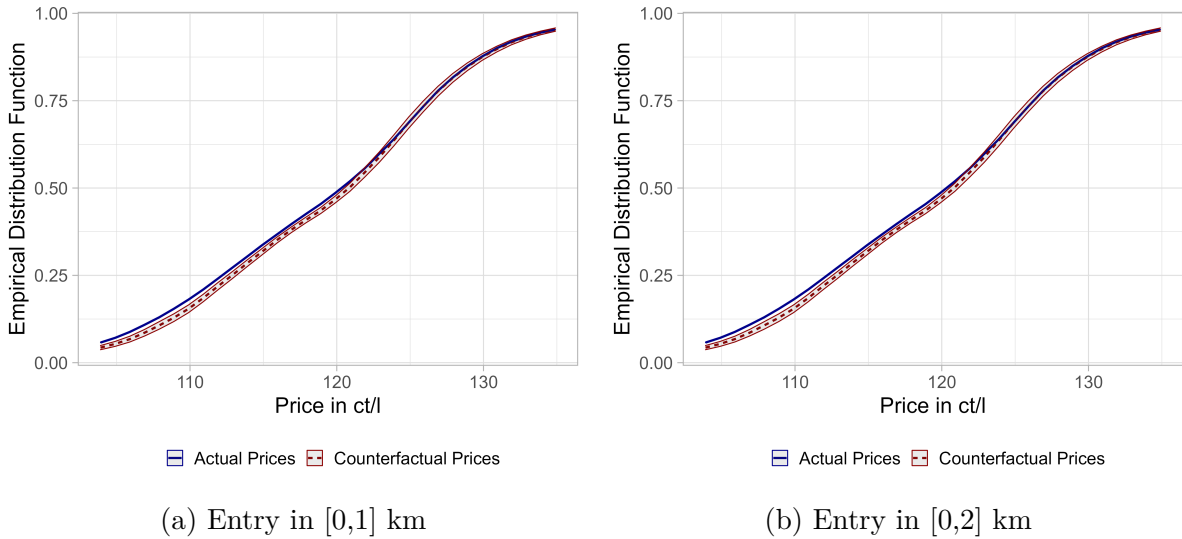 Empirical Distribution Function
1.00
0.75
0.50
0.25
0.00
110 120 130
Price in ct/l
Actual Prices Counterfactual Prices
(a) Entry in [0,1] km
Empirical Distribution Function
1.00
0.75
0.50
0.25
0.00
110 120 130
Price in ct/l
Actual Prices Counterfactual Prices
(b) Entry in [0,2] km